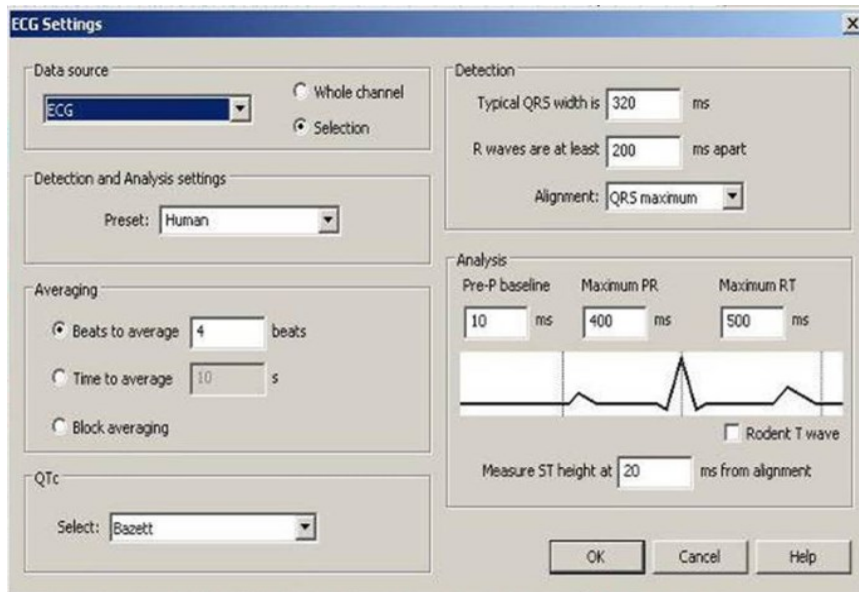 ECG Settings
Data source
ECG
Whole channel
Selection
Detection and Analysis settings
Preset: Human
Averaging
Beats to average 4 beats
Time to average 10 s
Block averaging
QTc
Select: Bazett
Detection
Typical QRS width is 320 ms
R waves are at least 200 ms apart
Alignment: QRS maximum
Analysis
Pre-P baseline Maximum PR Maximum RT
10 ms 400 ms 500 ms
Rodent T wave
Measure ST height at 20 ms from alignment
OK Cancel Help